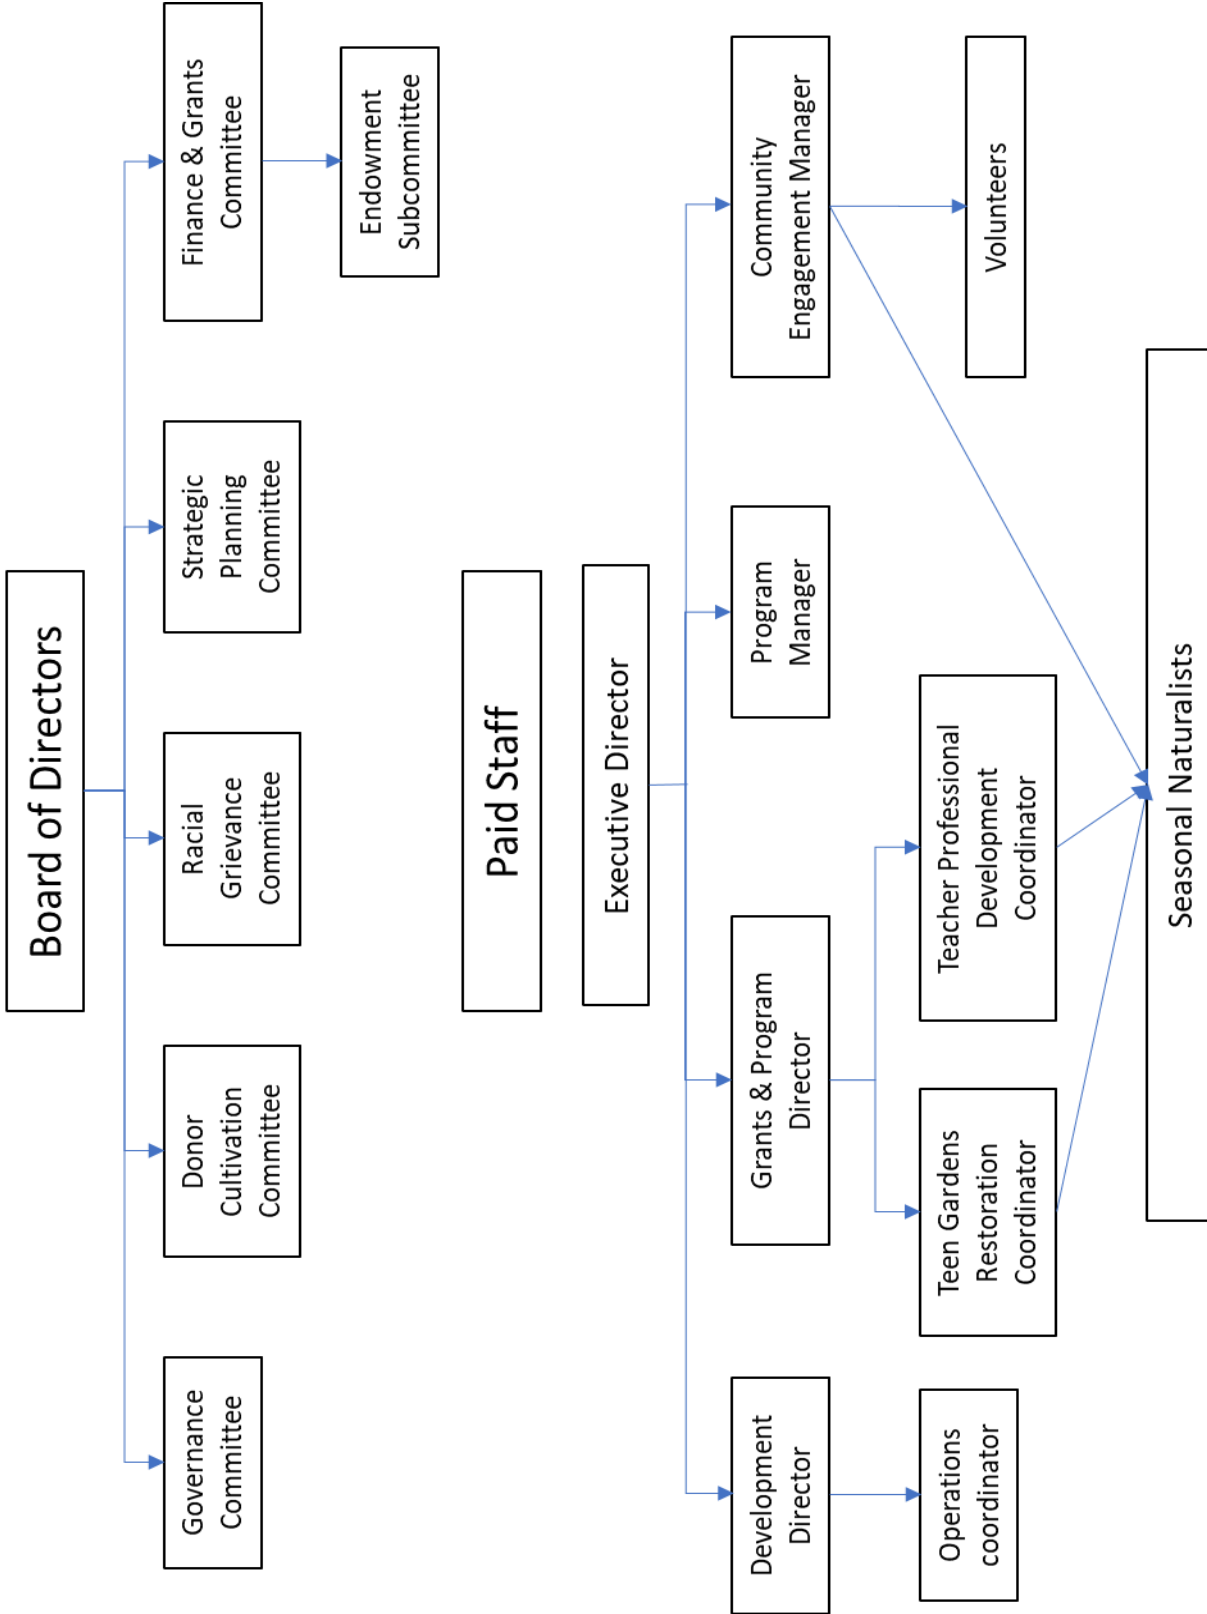 Board of Directors
Governance
Committee
Donor
Cultivation
Committee
Racial
Grievance
Committee
Strategic
Planning
Committee
Finance & Grants
Committee
Endowment
Subcommittee
Paid Staff
Executive Director
Development
Director
Grants & Program
Director
Program
Manager
Community
Engagement Manager
Operations
coordinator
Teen Gardens
Restoration
Coordinator
Teacher Professional
Development
Coordinator
Volunteers
Seasonal Naturalists